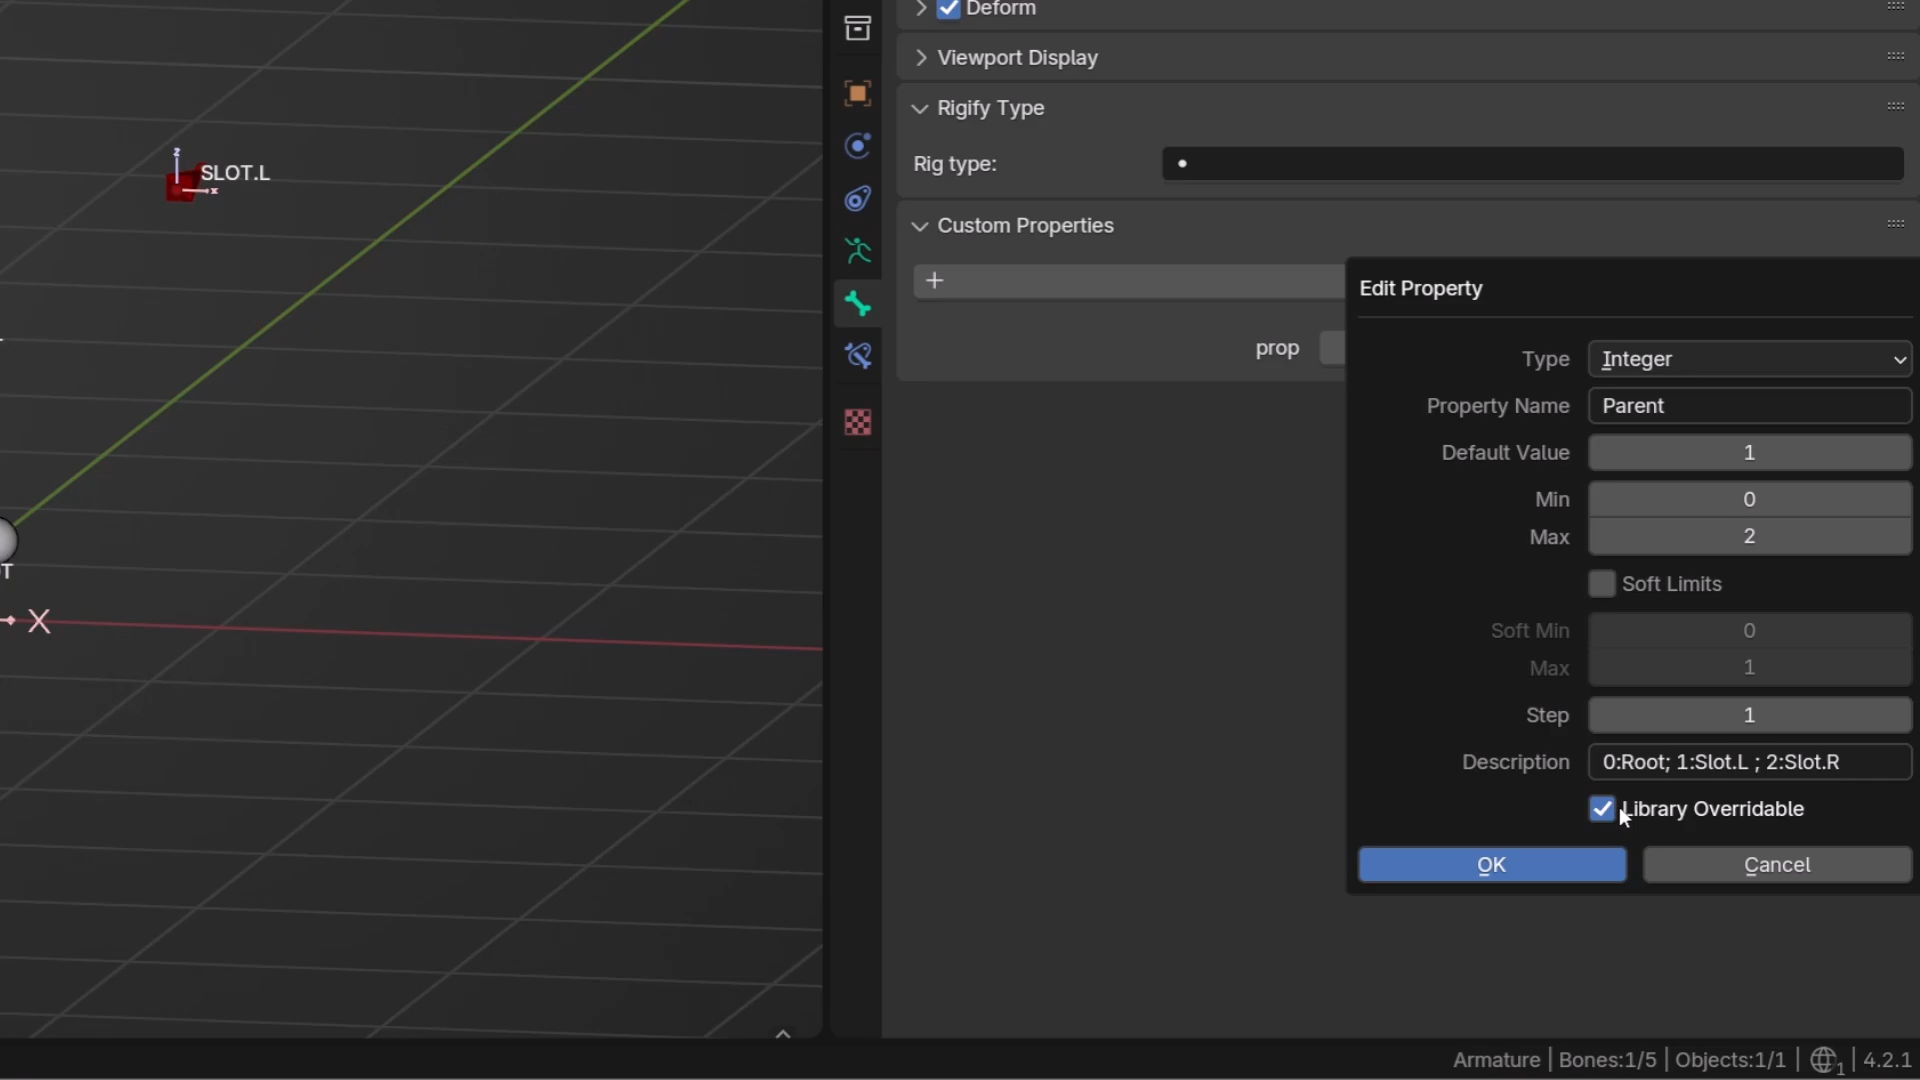 Deform
Viewport Display
Rigify Type
z
SLOT.L
x
Rig type:
Custom Properties
Edit Property
prop
Type Integer
Property Name Parent
Default Value 1
Min 0
Max 2
Soft Limits
T
X
Soft Min 0
Max 1
Step 1
Description 0:Root; 1:Slot.L ; 2:Slot.R
Library Overridable
OK Cancel
Armature | Bones:1/5 | Objects:1/1 | 1 | 4.2.1